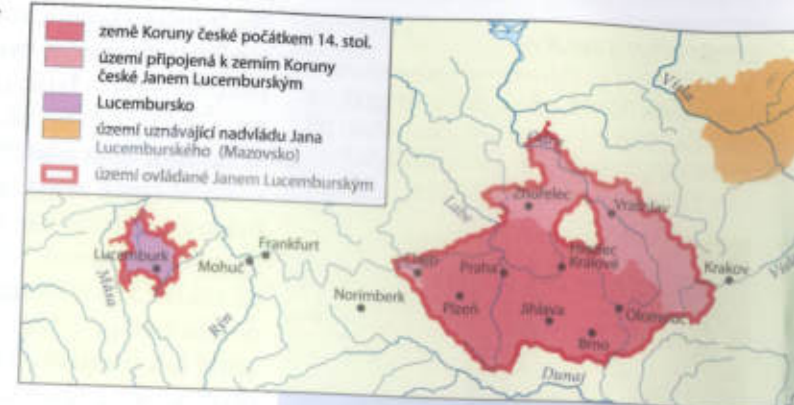 země Koruny české počátkem 14. stol.
území připojená k zemím Koruny
české Janem Lucemburským
Lucembursko
území uznávající nadvládu Jana
Lucemburského (Mazovsko)
území ovládané Janem Lucemburským
Visla
Zhořelec
Vratislav
Labe
Lucemburk
Mohuč
Frankfurt
Cheb
Praha
Hradec
Králové
Krakov
Visla
Mása
Norimberk
Plzeň
Jihlava
Olomouc
Rýn
Brno
Dunaj